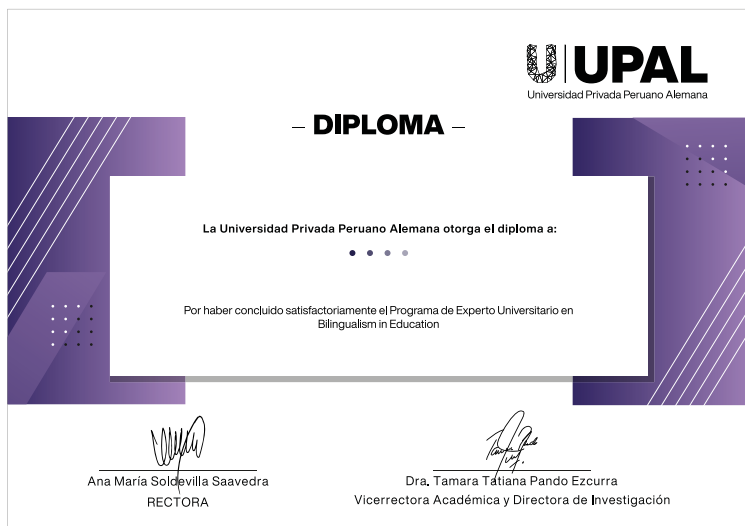 UPAL
Universidad Privada Peruano Alemana
– DIPLOMA –
La Universidad Privada Peruano Alemana otorga el diploma a:
Por haber concluido satisfactoriamente el Programa de Experto Universitario en
Bilingualism in Education
Ana María Soldevilla Saavedra
RECTORA
Dra. Tamara Tatiana Pando Ezcurra
Vicerrectora Académica y Directora de Investigación